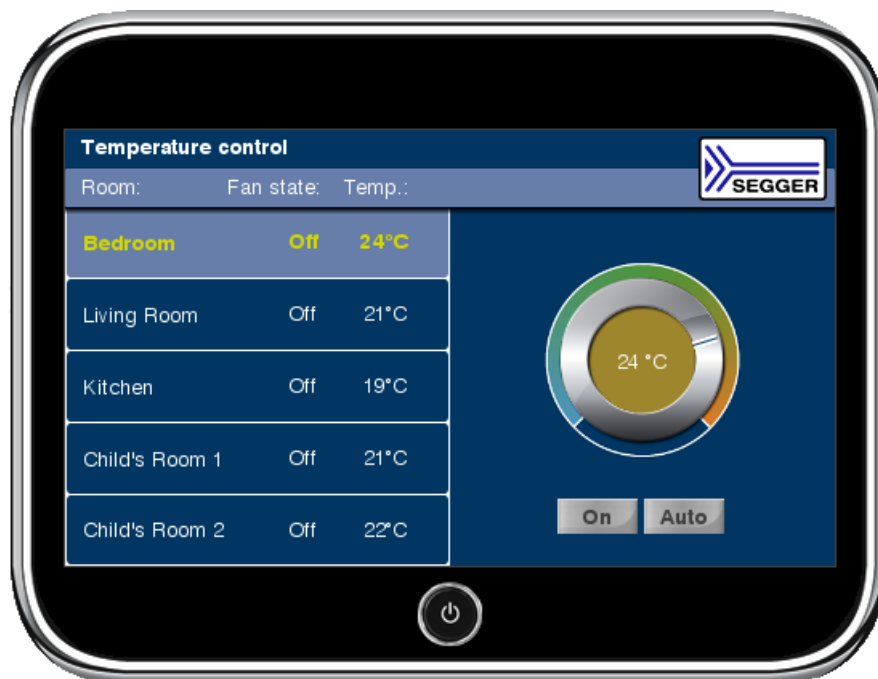 Temperature control
SEGGER
Room: Fan state: Temp.:
Bedroom Off 24°C
Living Room Off 21°C
Kitchen Off 19°C
Child's Room 1 Off 21°C
Child's Room 2 Off 22°C
24 °C
On Auto